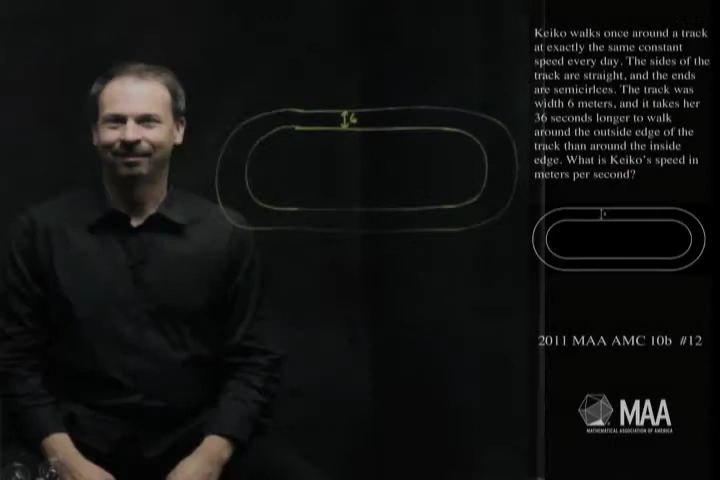 Keiko walks once around a track
at exactly the same constant
speed every day. The sides of the
track are straight, and the ends
are semicirlces. The track was
width 6 meters, and it takes her
36 seconds longer to walk
around the outside edge of the
track than around the inside
edge. What is Keiko's speed in
meters per second?
6
2011 MAA AMC 10b #12
MAA
MATHEMATICAL ASSOCIATION OF AMERICA